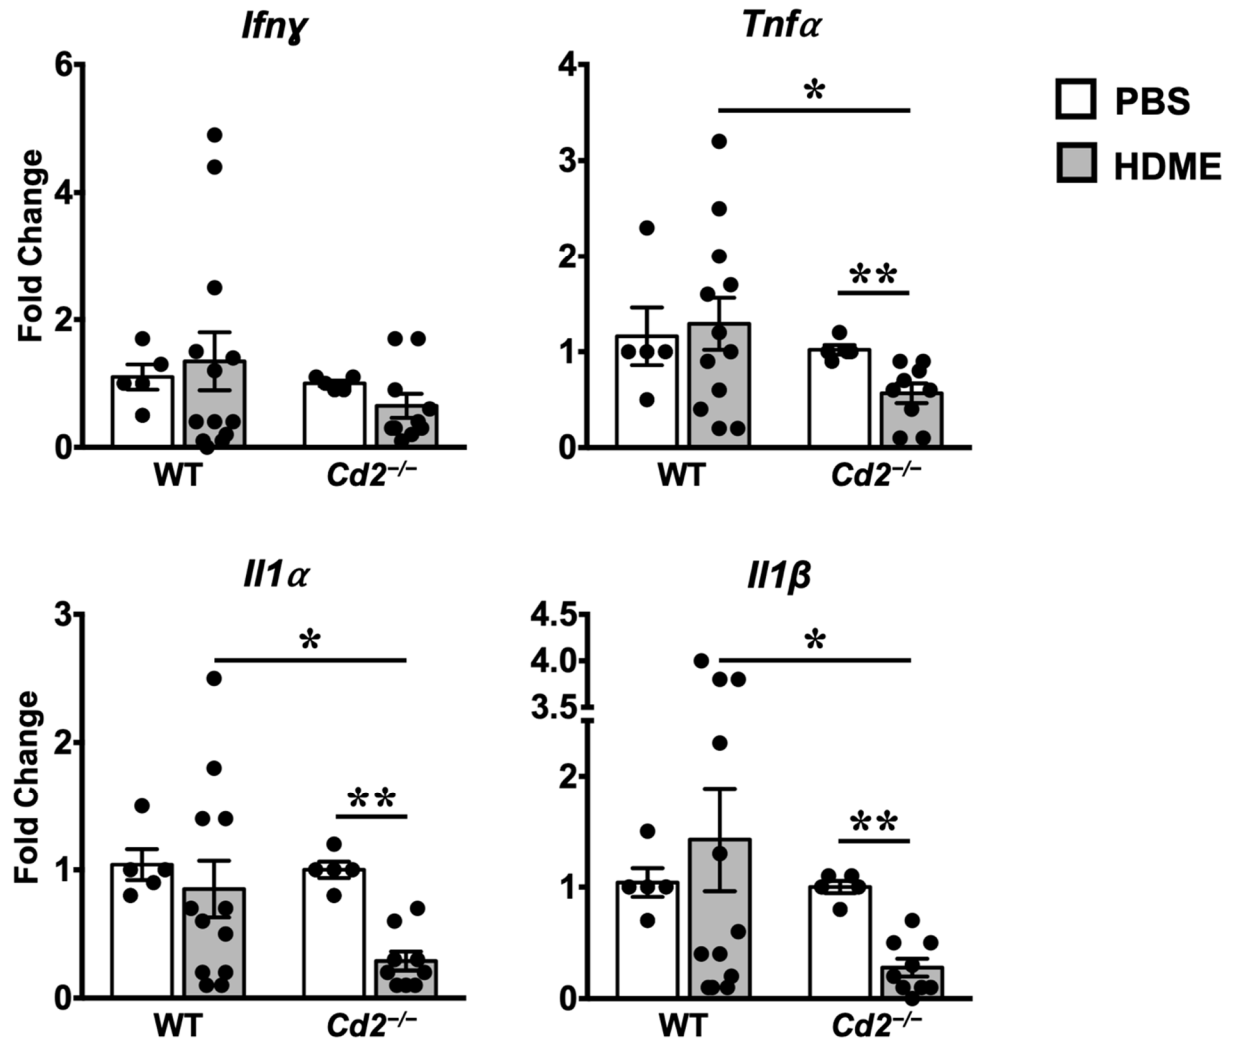 Ifnɣ
6
4
2
0
Fold Change
WT
Cd2−/−
Tnfα
4
3
2
1
0
*
**
WT
Cd2−/−
PBS
HDME
Il1α
3
2
1
0
Fold Change
*
**
WT
Cd2−/−
Il1β
4.5
4.0
3.5
2
1
0
*
**
WT
Cd2−/−